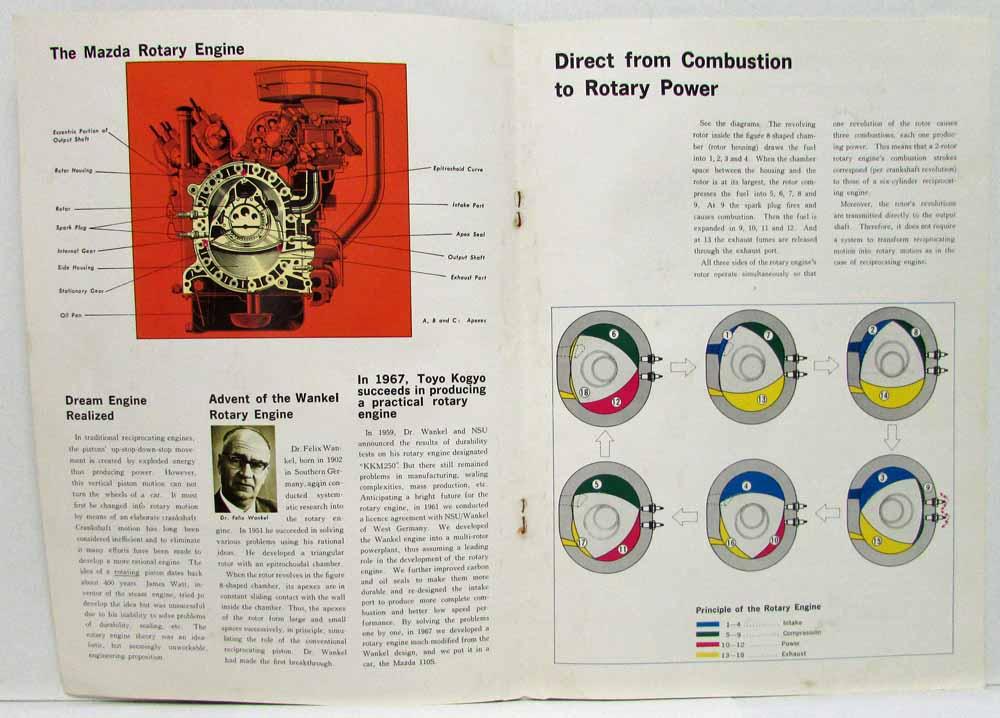 The Mazda Rotary Engine
Eccentric Portion of
Output Shaft
Rotor Housing
Rotor
Spark Plug
Internal Gear
Side Housing
Stationary Gear
Oil Pan
Epitrochoid Curve
Intake Port
Apex Seal
Output Shaft
Exhaust Port
A, B and C: Apexes
Dream Engine
Realized
In traditional reciprocating engines,
the pistons' up-stop-down-stop move-
ment is created by exploded energy
thus producing power. However,
this vertical piston motion can not
turn the wheels of a car. It must
first be changed into rotary motion
by means of an elaborate crankshaft.
Crankshaft motion has long been
considered inefficient and to eliminate
it many efforts have been made to
develop a more rational engine. The
idea of a rotating piston dates back
about 400 years. James Watt, in-
ventor of the steam engine, tried to
develop the idea but was unsuccessful
due to his inability to solve problems
of durability, sealing, etc. The
rotary engine theory was an idea-
listic, but seemingly unworkable,
engineering proposition.
Advent of the Wankel
Rotary Engine
Dr. Felix Wankel
Dr. Felix Wan-
kel, born in 1902
in Southern Ger-
many, again con-
ducted system-
atic research into
the rotary en-
gine. In 1951 he succeeded in solving
various problems using his rational
ideas. He developed a triangular
rotor with an epitrochoidal chamber.
When the rotor revolves in the figure
8-shaped chamber, its apexes are in
constant sliding contact with the wall
inside the chamber. Thus, the apexes
of the rotor form large and small
spaces successively, in principle, simu-
lating the role of the conventional
reciprocating piston. Dr. Wankel
had made the first breakthrough.
In 1967, Toyo Kogyo
succeeds in producing
a practical rotary
engine
In 1959, Dr. Wankel and NSU
announced the results of durability
tests on his rotary engine designated
"KKM250". But there still remained
problems in manufacturing, sealing
complexities, mass production, etc.
Anticipating a bright future for the
rotary engine, in 1961 we conducted
a licence agreement with NSU/Wankel
of West Germany. We developed
the Wankel engine into a multi-rotor
powerplant, thus assuming a leading
role in the development of the rotary
engine. We further improved carbon
and oil seals to make them more
durable and re-designed the intake
port to produce more complete com-
bustion and better low speed per-
formance. By solving the problems
one by one, in 1967 we developed a
rotary engine much modified from the
Wankel design, and we put it in a
car, the Mazda 110S.
Direct from Combustion
to Rotary Power
See the diagrams. The revolving
rotor inside the figure 8 shaped cham-
ber (rotor housing) draws the fuel
into 1, 2, 3 and 4. When the chamber
space between the housing and the
rotor is at its largest, the rotor com-
presses the fuel into 5, 6, 7, 8 and
9. At 9 the spark plug fires and
causes combustion. Then the fuel is
expanded in 9, 10, 11 and 12. And
at 13 the exhaust fumes are released
through the exhaust port.
All three sides of the rotary engine's
rotor operate simultaneously so that
one revolution of the rotor causes
three combustions, each one produc-
ing power. This means that a 2-rotor
rotary engine's combustion strokes
correspond (per crankshaft revolution)
to those of a six-cylinder reciprocat-
ing engine.
Moreover, the rotor's revolutions
are transmitted directly to the output
shaft. Therefore, it does not require
a system to transform reciprocating
motion into rotary motion as in the
case of reciprocating engine.
6
18
12
1
7
13
2
8
14
5
17
11
4
16
10
3
9
15
Principle of the Rotary Engine
1—4 .......... Intake
5—9 .......... Compression
10—12 .......... Power
13—18 .......... Exhaust